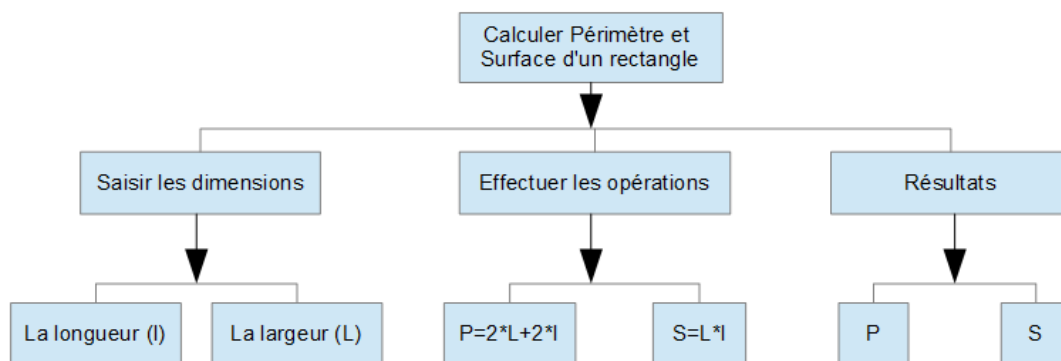 Calculer Périmètre et
Surface d'un rectangle
Saisir les dimensions
Effectuer les opérations
Résultats
La longueur (l)
La largeur (L)
P=2*L+2*l
S=L*l
P
S